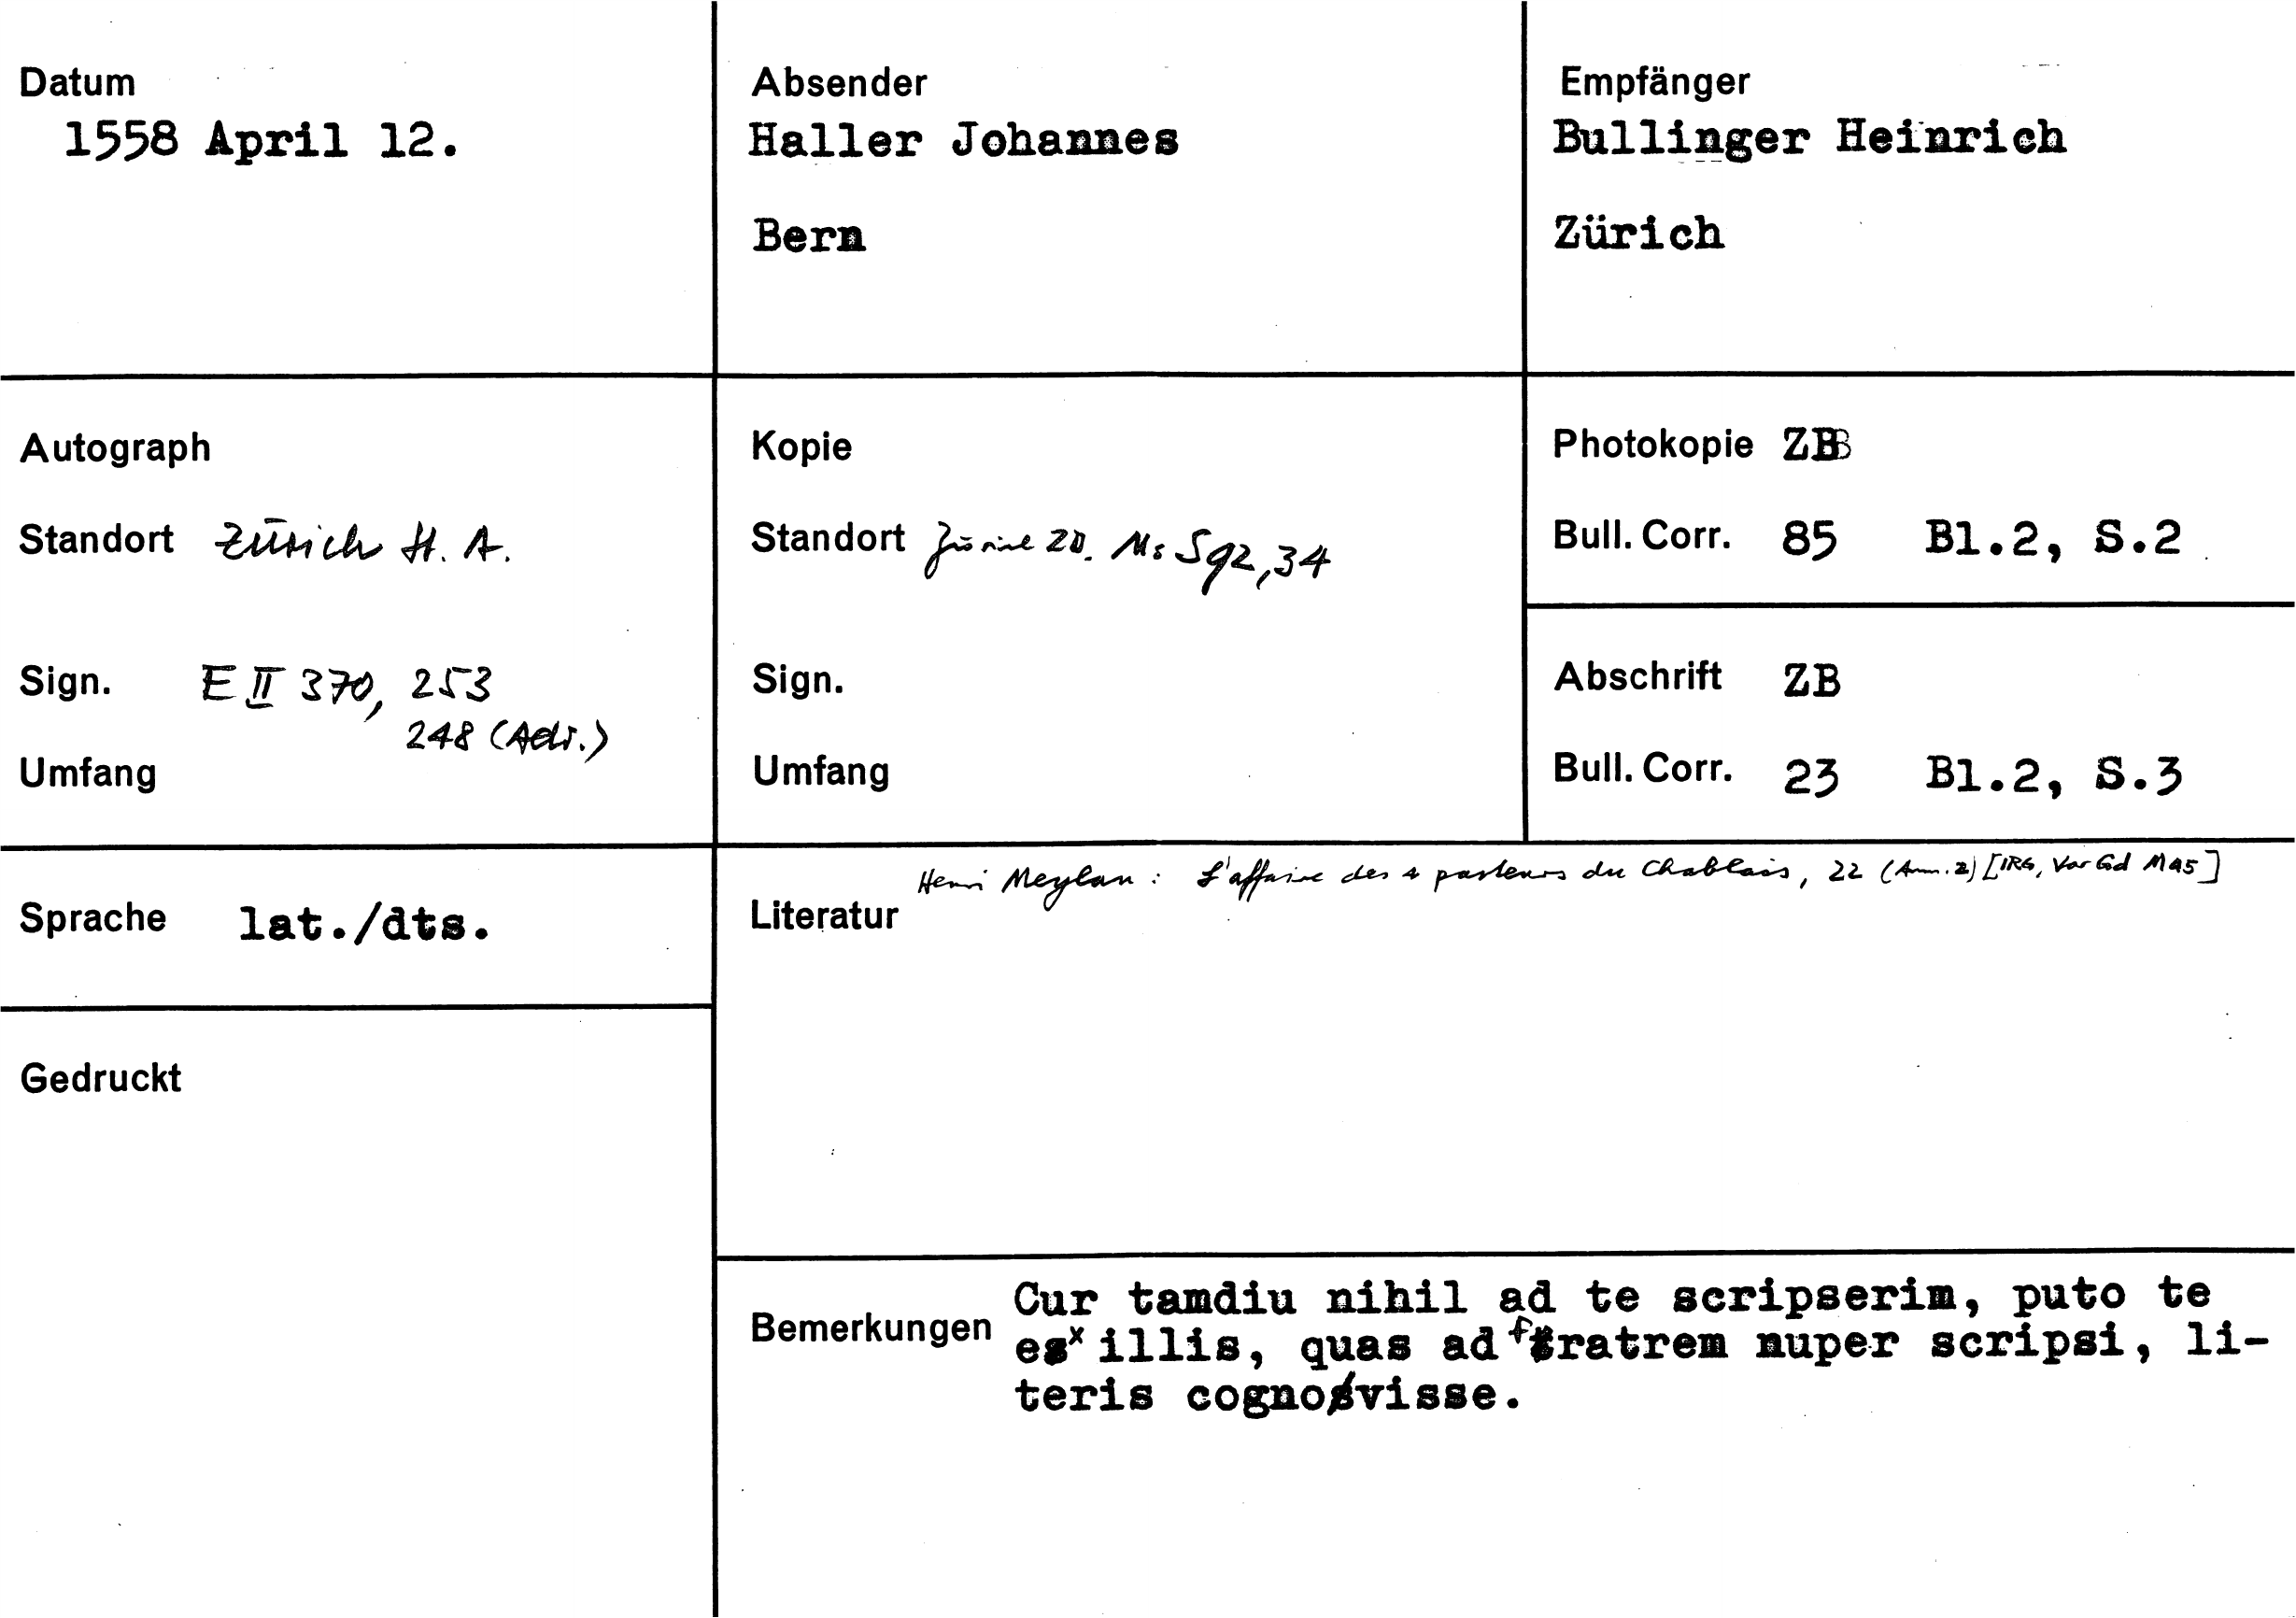 Datum
1558 April 12.
Absender
Haller Johannes
Bern
Empfänger
Bullinger Heinrich
Zürich
Autograph
Standort Zürich St. A.
Sign. E II 370, 253
248 (Adr.)
Umfang
Kopie
Standort Zürich ZB. Ms S 92, 34
Sign.
Umfang
Photokopie ZB
Bull. Corr. 85 Bl.2, S.2
Abschrift ZB
Bull. Corr. 23 Bl.2, S.3
Sprache lat./dts.
Gedruckt
Henri Meylan: L'affaire des 4 pasteurs du Chablais, 22 (Anm. 2) [IRG, Var Gd M 95]
Literatur
Bemerkungen
Cur tamdiu nihil ad te scripserim, puto te
ex illis, quas ad fratrem nuper scripsi, li-
teris cognovisse.